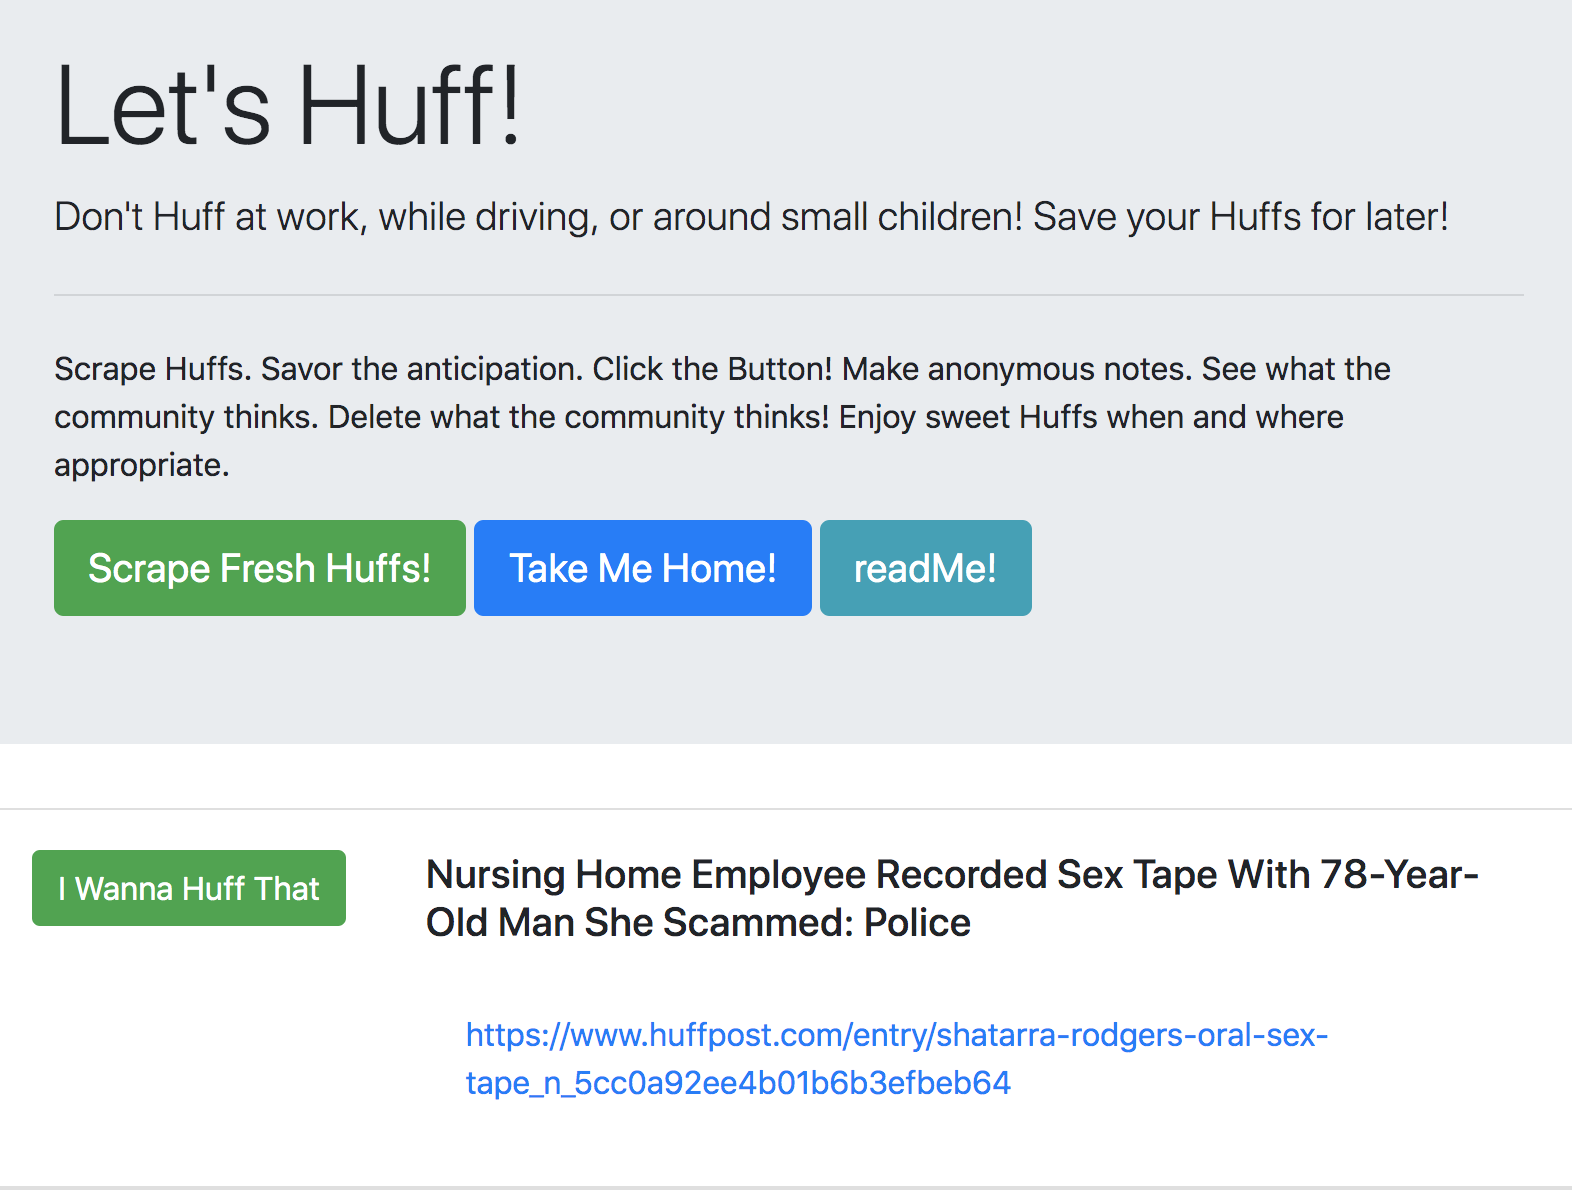 Let's Huff!
Don't Huff at work, while driving, or around small children! Save your Huffs for later!
Scrape Huffs. Savor the anticipation. Click the Button! Make anonymous notes. See what the
community thinks. Delete what the community thinks! Enjoy sweet Huffs when and where
appropriate.
Scrape Fresh Huffs! Take Me Home! readMe!
I Wanna Huff That
Nursing Home Employee Recorded Sex Tape With 78-Year-
Old Man She Scammed: Police
https://www.huffpost.com/entry/shatarra-rodgers-oral-sex-
tape_n_5cc0a92ee4b01b6b3efbeb64